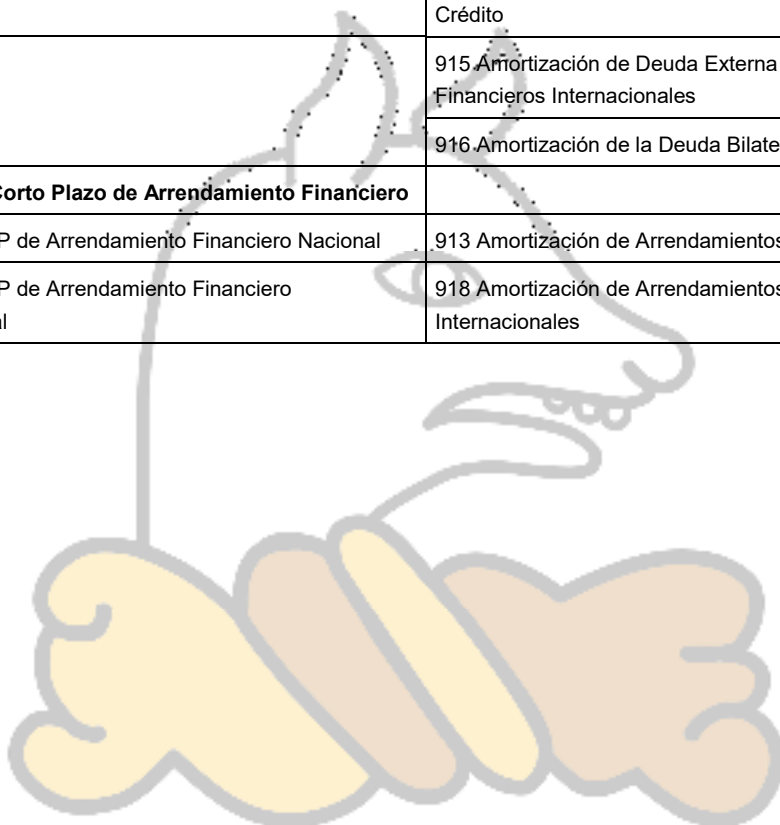 Crédito
915 Amortización de Deuda Externa
Financieros Internacionales
916 Amortización de la Deuda Bilate
Corto Plazo de Arrendamiento Financiero
P de Arrendamiento Financiero Nacional
913 Amortización de Arrendamientos
P de Arrendamiento Financiero
al
918 Amortización de Arrendamientos
Internacionales